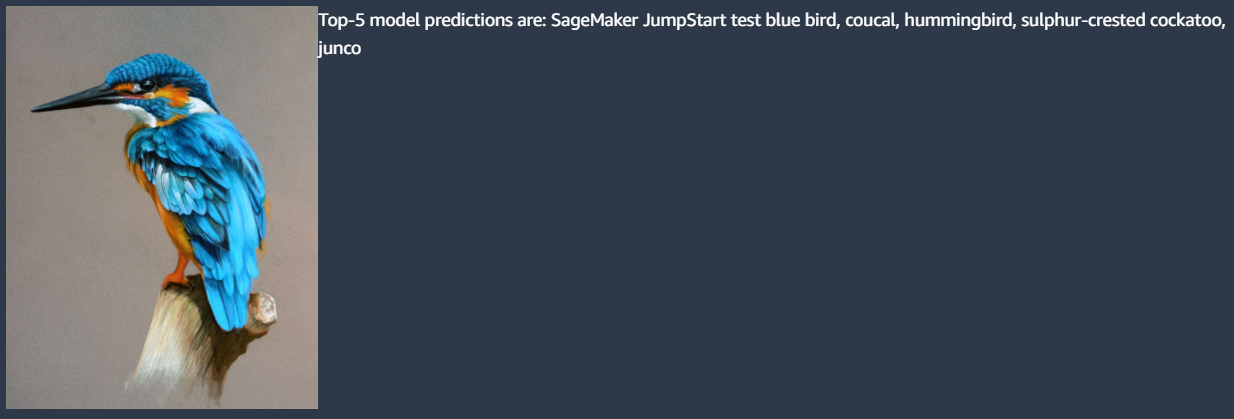 Top-5 model predictions are: SageMaker JumpStart test blue bird, coucal, hummingbird, sulphur-crested cockatoo,
junco